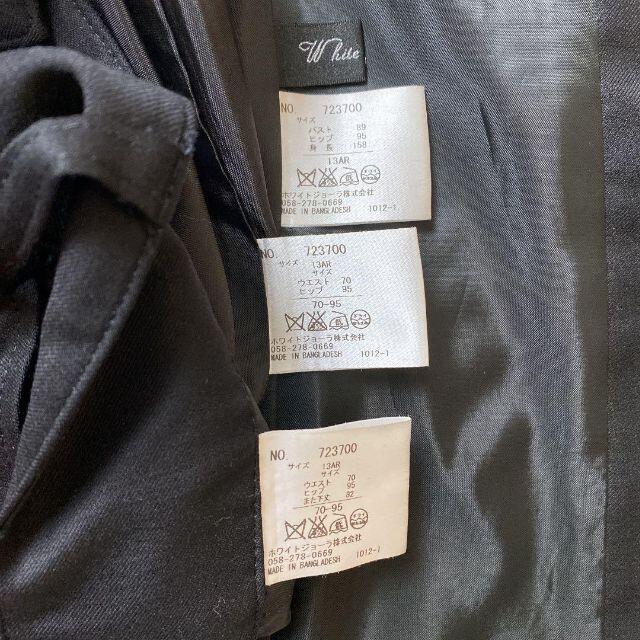 White
NO. 723700
サイズ
バスト 89
ヒップ 95
身長 158
13AR
ホワイトジョーラ株式会社
058-278-0669
MADE IN BANGLADESH 1012-1
NO. 723700
サイズ 13AR
サイズ
ウエスト 70
ヒップ 95
70-95
ホワイトジョーラ株式会社
058-278-0669
MADE IN BANGLADESH 1012-1
NO. 723700
サイズ 13AR
サイズ
ウエスト 70
ヒップ 95
また下丈 82
70-95
ホワイトジョーラ株式会社
058-278-0669
MADE IN BANGLADESH 1012-1